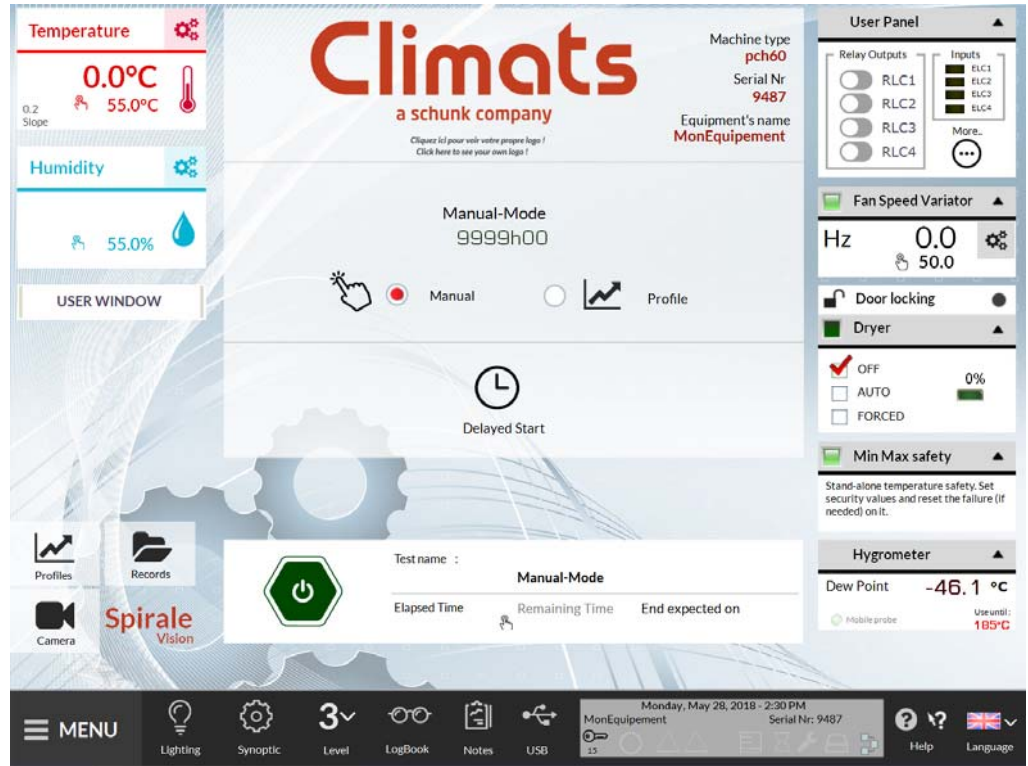 Temperature
0.0°C
0.2
Slope
55.0°C
Humidity
55.0%
USER WINDOW
Climats
a schunk company
Cliquez ici pour voir votre propre logo !
Click here to see your own logo !
Machine type
pch60
Serial Nr
9487
Equipment's name
MonEquipement
Manual-Mode
9999h00
Manual
Profile
Delayed Start
Test name :
Manual-Mode
Elapsed Time
Remaining Time
End expected on
Profiles
Records
Camera
Spirale
Vision
User Panel
Relay Outputs
RLC1
RLC2
RLC3
RLC4
Inputs
ELC1
ELC2
ELC3
ELC4
More..
Fan Speed Variator
Hz
0.0
50.0
Door locking
Dryer
OFF
AUTO
FORCED
0%
Min Max safety
Stand-alone temperature safety. Set
security values and reset the failure (if
needed) on it.
Hygrometer
Dew Point
-46.1 °C
Mobile probe
Use until :
185°C
MENU
Lighting
Synoptic
3
Level
LogBook
Notes
USB
Monday, May 28, 2018 - 2:30 PM
MonEquipement
Serial Nr: 9487
15
Help
Language